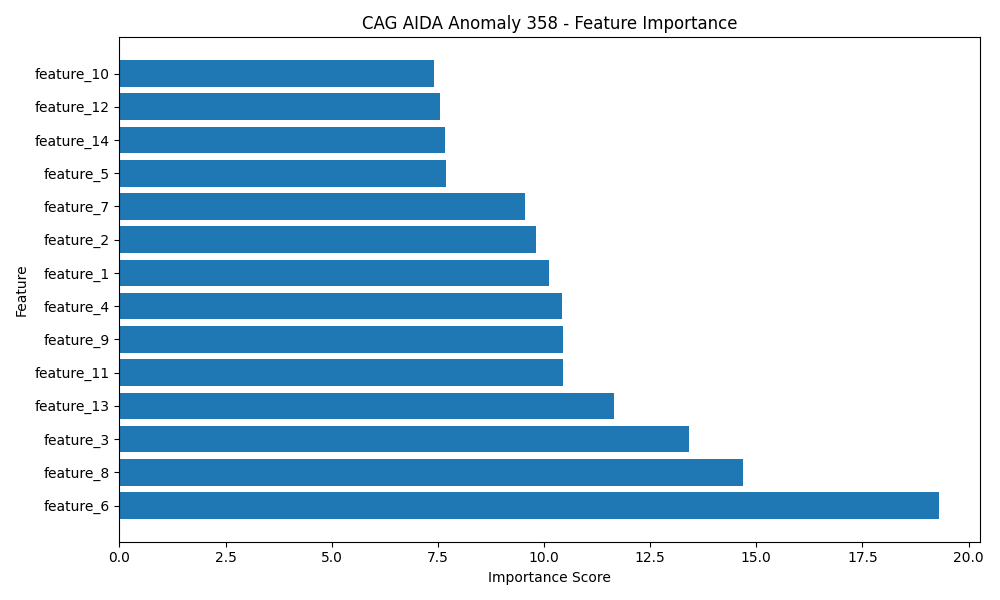 CAG AIDA Anomaly 358 - Feature Importance
feature_10
feature_12
feature_14
feature_5
feature_7
feature_2
feature_1
feature_4
feature_9
feature_11
feature_13
feature_3
feature_8
feature_6
Feature
0.0 2.5 5.0 7.5 10.0 12.5 15.0 17.5 20.0
Importance Score